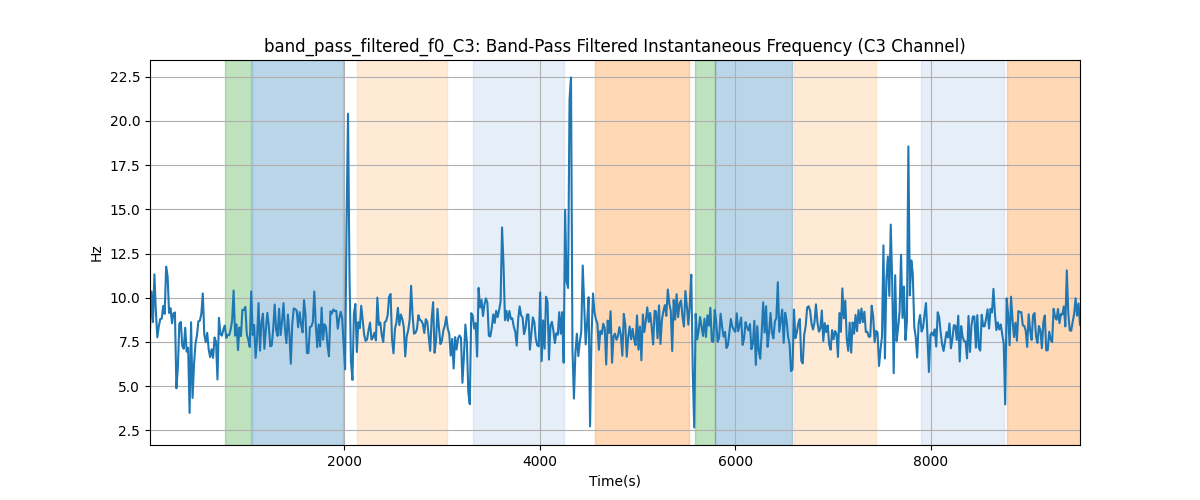 band_pass_filtered_f0_C3: Band-Pass Filtered Instantaneous Frequency (C3 Channel)
22.5
20.0
17.5
15.0
12.5
10.0
7.5
5.0
2.5
Hz
2000 4000 6000 8000
Time(s)